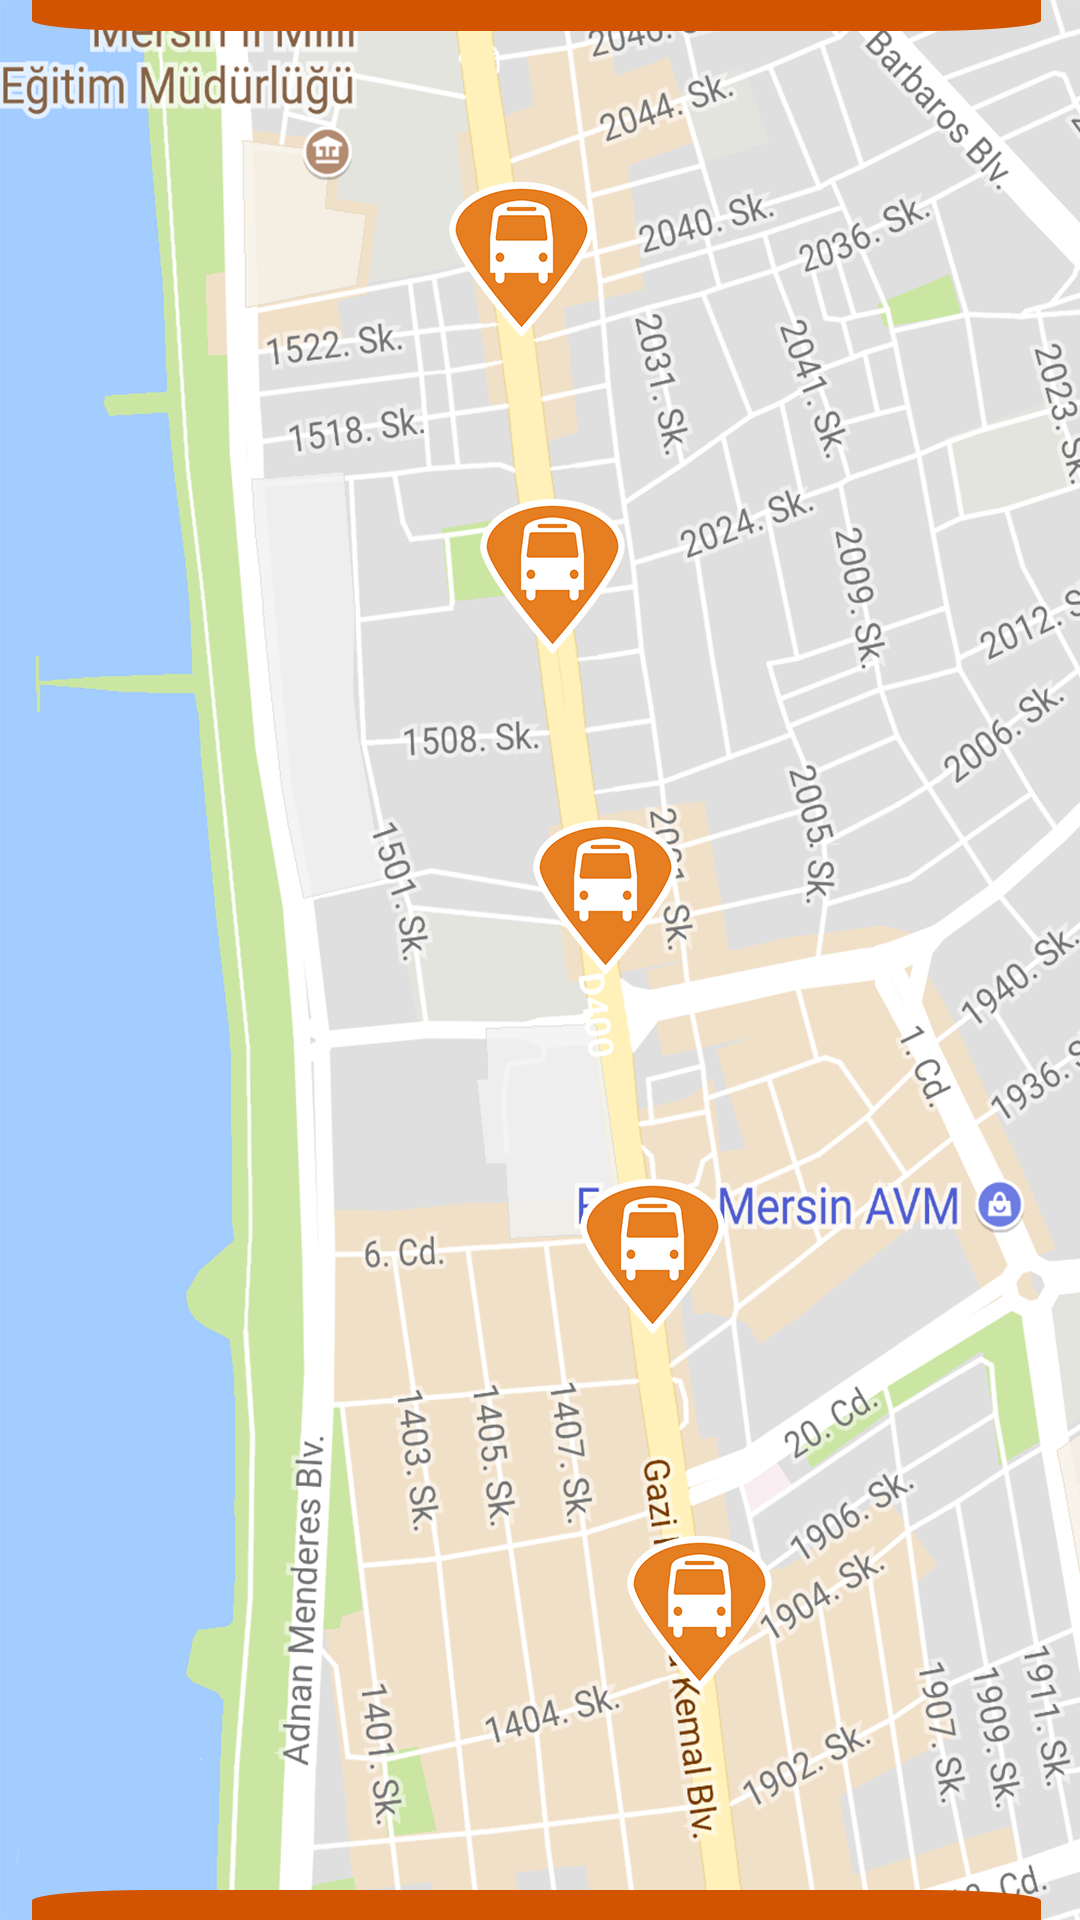 Mersin İl Milli
Eğitim Müdürlüğü
2044. Sk.
Barbaros Blv.
2040. Sk.
2036. Sk.
1522. Sk.
2031. Sk.
2041. Sk.
2023. Sk.
1518. Sk.
2024. Sk.
2009. Sk.
2012. S
1508. Sk.
2006. Sk.
2005. Sk.
1501. Sk.
Sk.
1940. Sk.
D400
1. Cd.
1936. S
Mersin AVM
6. Cd.
1403. Sk.
1405. Sk.
1407. Sk.
20. Cd.
Gazi
1906. Sk.
Adnan Menderes Blv.
1904. Sk.
1404. Sk.
Kemal Blv.
1401. Sk.
1902. Sk.
1907. Sk.
1909. Sk.
1911. Sk.
Cd.